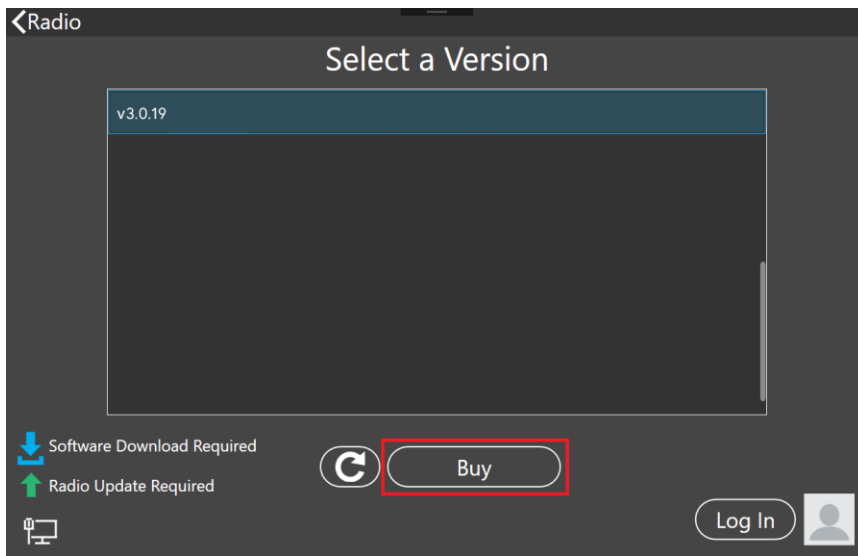 Radio
Select a Version
v3.0.19
Software Download Required
Radio Update Required
Buy
Log In